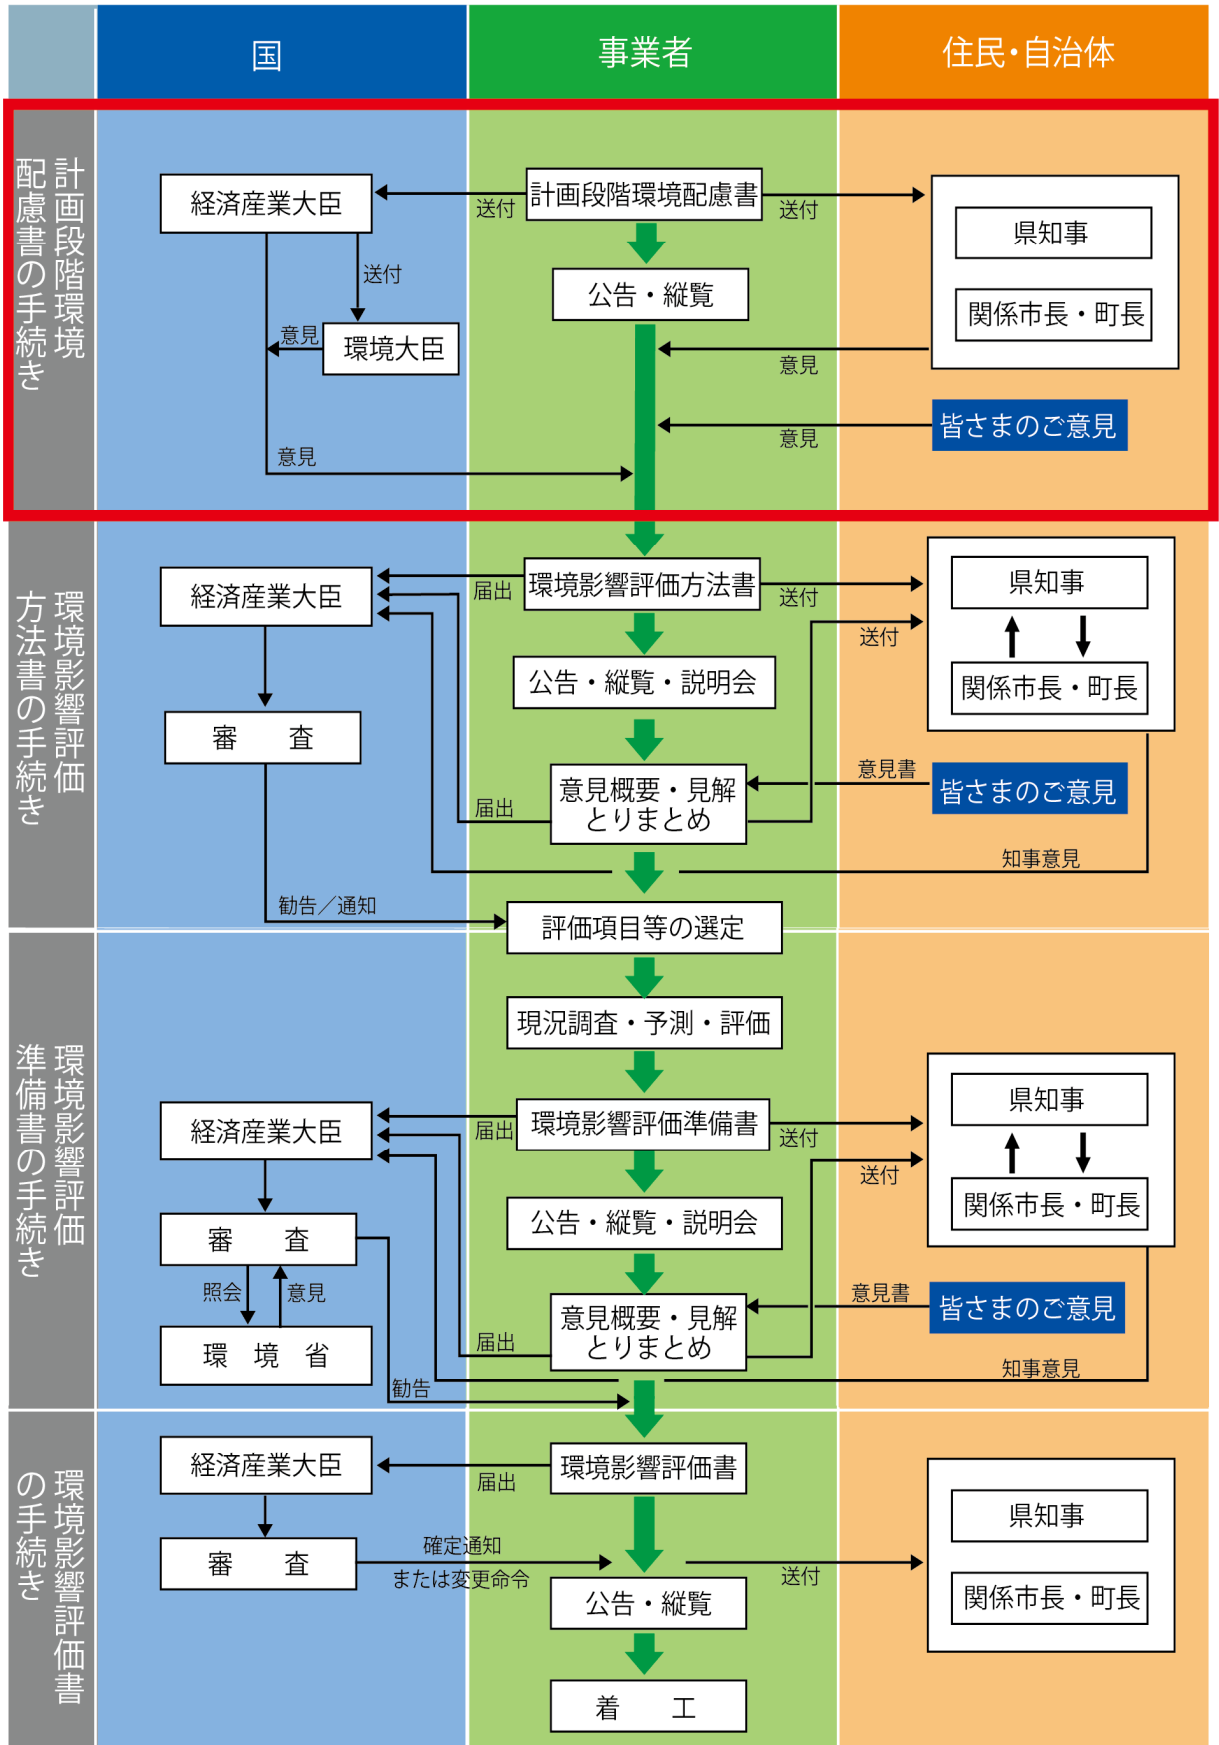 国
事業者
住民・自治体
計画段階環境
配慮書の手続き
経済産業大臣
送付
計画段階環境配慮書
送付
県知事
関係市長・町長
送付
公告・縦覧
意見
環境大臣
意見
皆さまのご意見
意見
意見
環境影響評価
方法書の手続き
経済産業大臣
届出
環境影響評価方法書
送付
県知事
関係市長・町長
送付
公告・縦覧・説明会
審　査
意見概要・見解
とりまとめ
意見書
皆さまのご意見
届出
知事意見
勧告／通知
評価項目等の選定
環境影響評価
準備書の手続き
現況調査・予測・評価
経済産業大臣
届出
環境影響評価準備書
送付
県知事
関係市長・町長
送付
審　査
公告・縦覧・説明会
照会
意見
環　境　省
意見概要・見解
とりまとめ
意見書
皆さまのご意見
届出
知事意見
勧告
環境影響評価書
の手続き
経済産業大臣
届出
環境影響評価書
県知事
関係市長・町長
審　査
確定通知
または変更命令
送付
公告・縦覧
着　工